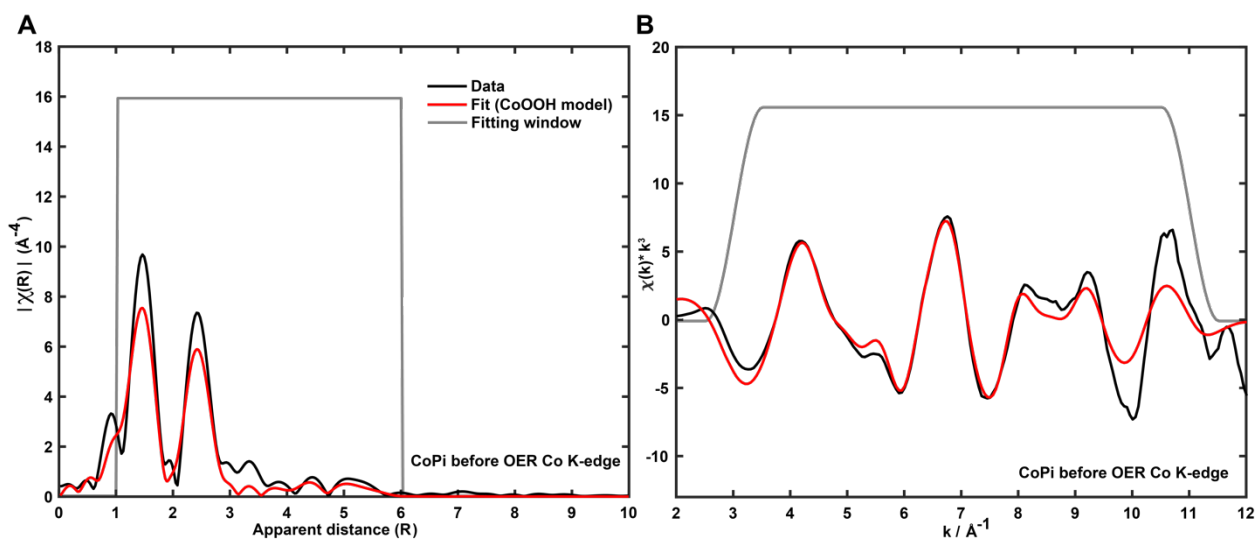 A
18
16
14
12
10
8
6
4
2
0
|χ(R)| (Å⁻⁴)
Data
Fit (CoOOH model)
Fitting window
CoPi before OER Co K-edge
0 1 2 3 4 5 6 7 8 9 10
Apparent distance (R)
B
20
15
10
5
0
-5
-10
χ(k)*k³
CoPi before OER Co K-edge
2 3 4 5 6 7 8 9 10 11 12
k / Å⁻¹